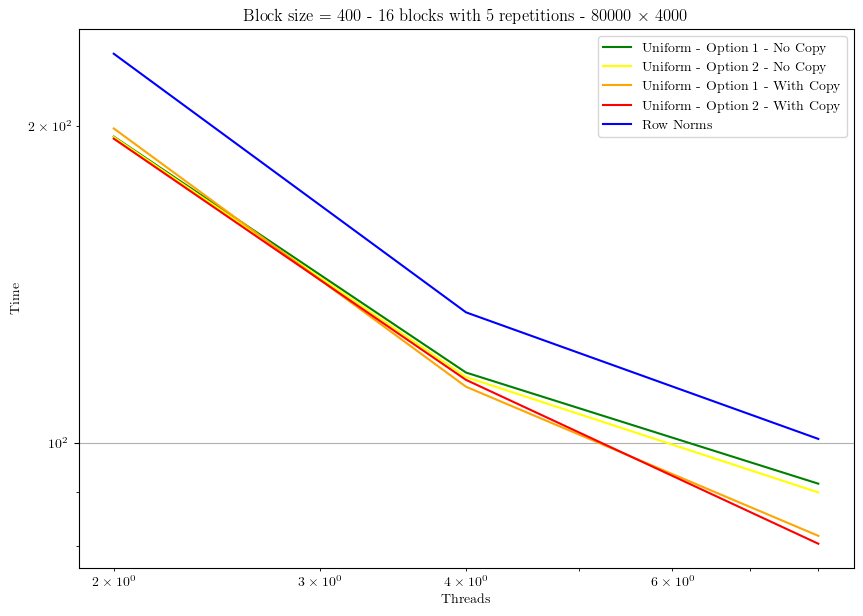 Block size = 400 - 16 blocks with 5 repetitions - 80000 × 4000
Uniform - Option 1 - No Copy
Uniform - Option 2 - No Copy
Uniform - Option 1 - With Copy
Uniform - Option 2 - With Copy
Row Norms
2 × 10²
Time
10²
2 × 10⁰ 3 × 10⁰ 4 × 10⁰ 6 × 10⁰
Threads